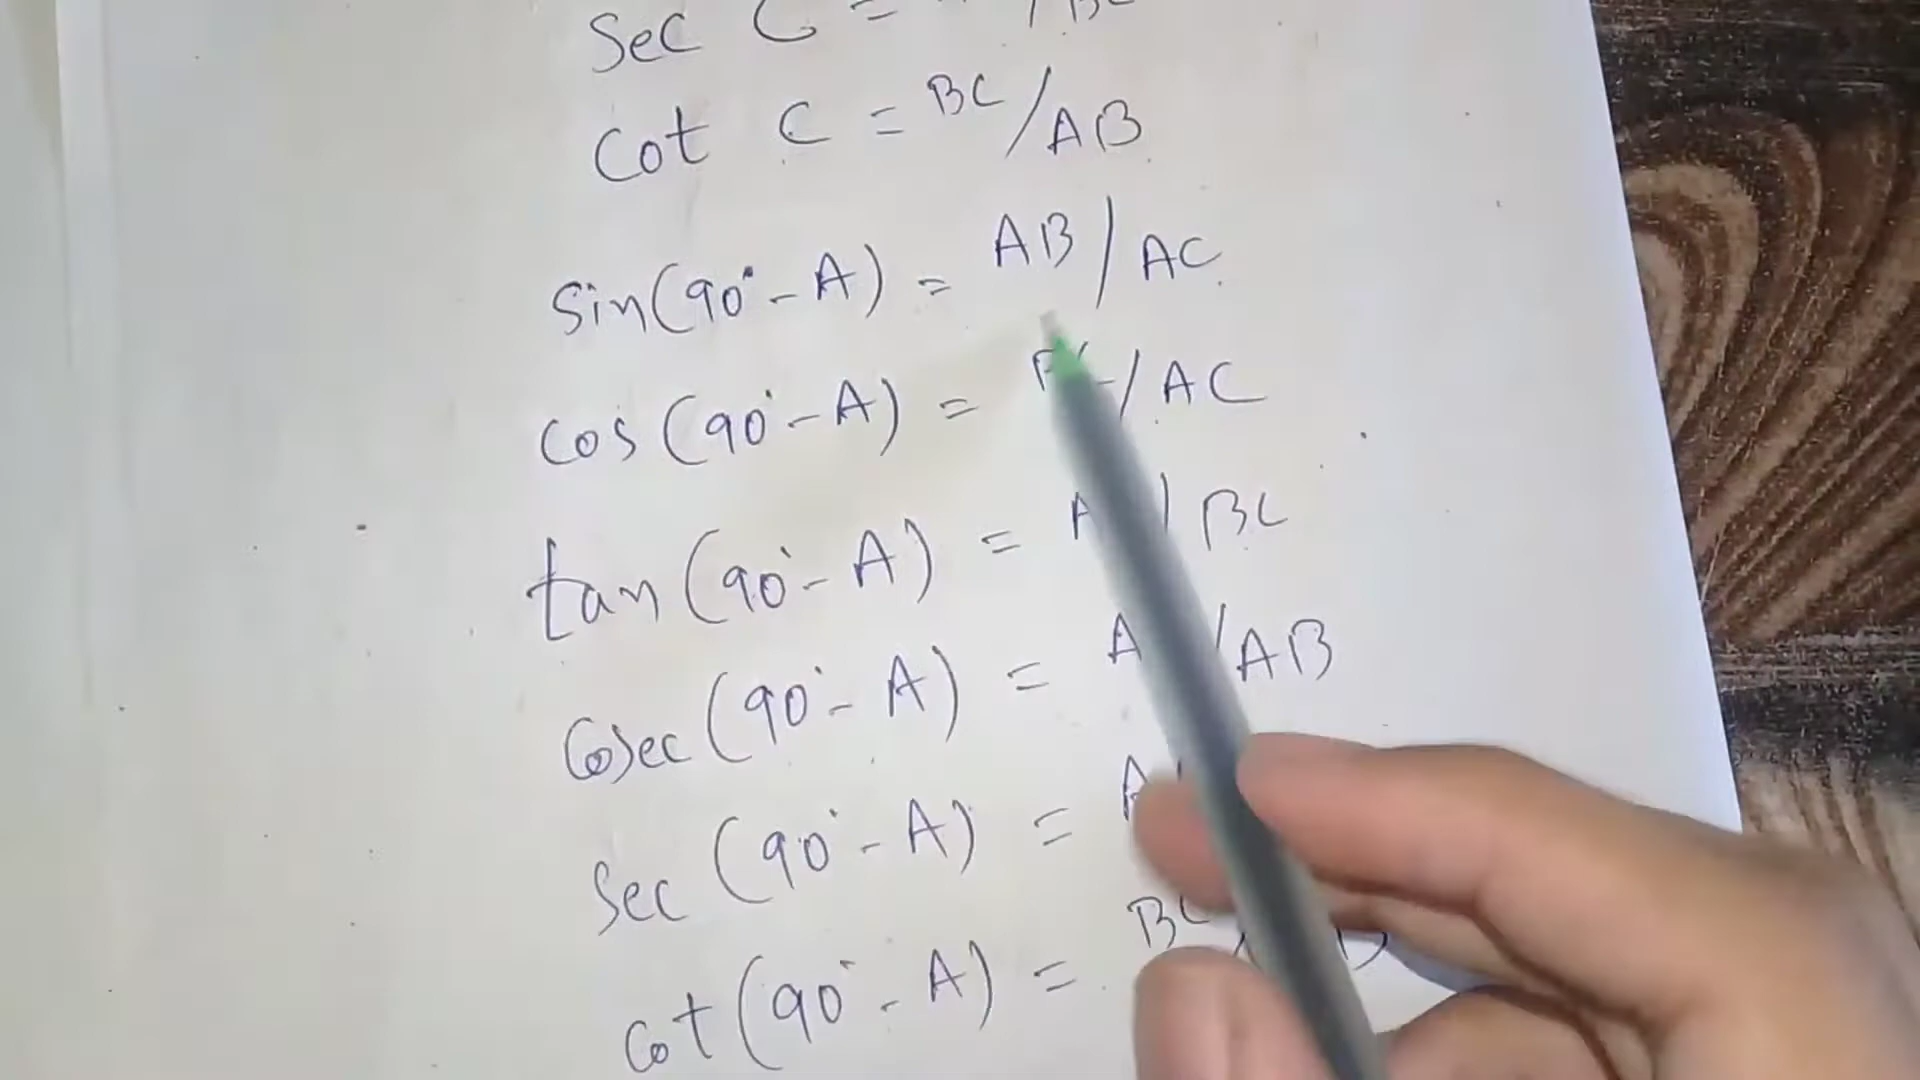 Sec C =
Cot C = BC/AB
Sin(90°-A) = AB/AC
Cos(90°-A) = /AC
tan(90°-A) = A /BC
Cosec(90°-A) = A /AB
Sec(90°-A) = A
Cot(90°-A) = BC